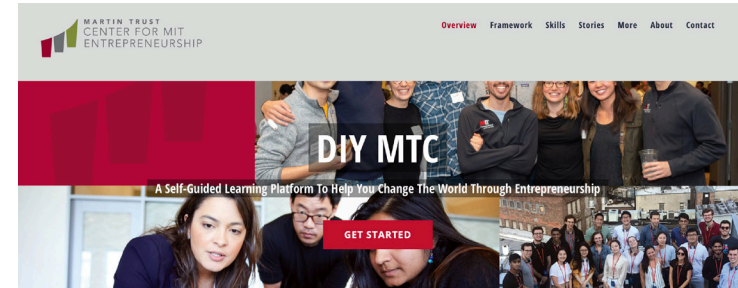 MARTIN TRUST
CENTER FOR MIT
ENTREPRENEURSHIP
Overview Framework Skills Stories More About Contact
DIY MTC
A Self-Guided Learning Platform To Help You Change The World Through Entrepreneurship
GET STARTED